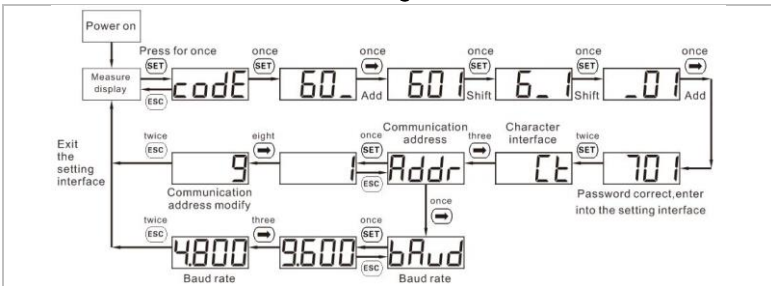 Power on
Press for once
once
once
once
once
once
Measure
display
SET
ESC
codE
SET
60_
Add
➡
601
Shift
SET
6_1
Shift
SET
_01
Add
➡
Exit
the
setting
interface
twice
ESC
9
Communication
address modify
eight
➡
1
once
SET
ESC
Communication
address
Addr
three
➡
Character
interface
Ct
twice
SET
701
Password correct,enter
into the setting interface
once
➡
twice
ESC
4.800
Baud rate
three
➡
9.600
once
SET
ESC
bAud
Baud rate